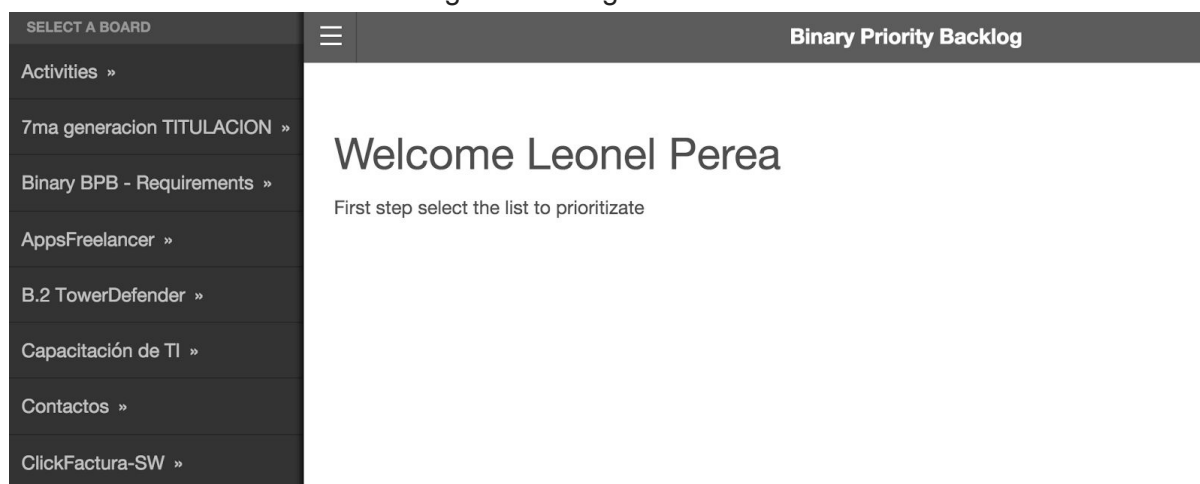 SELECT A BOARD
Activities »
7ma generacion TITULACION »
Binary BPB - Requirements »
AppsFreelancer »
B.2 TowerDefender »
Capacitación de TI »
Contactos »
ClickFactura-SW »
Binary Priority Backlog
Welcome Leonel Perea
First step select the list to prioritizate